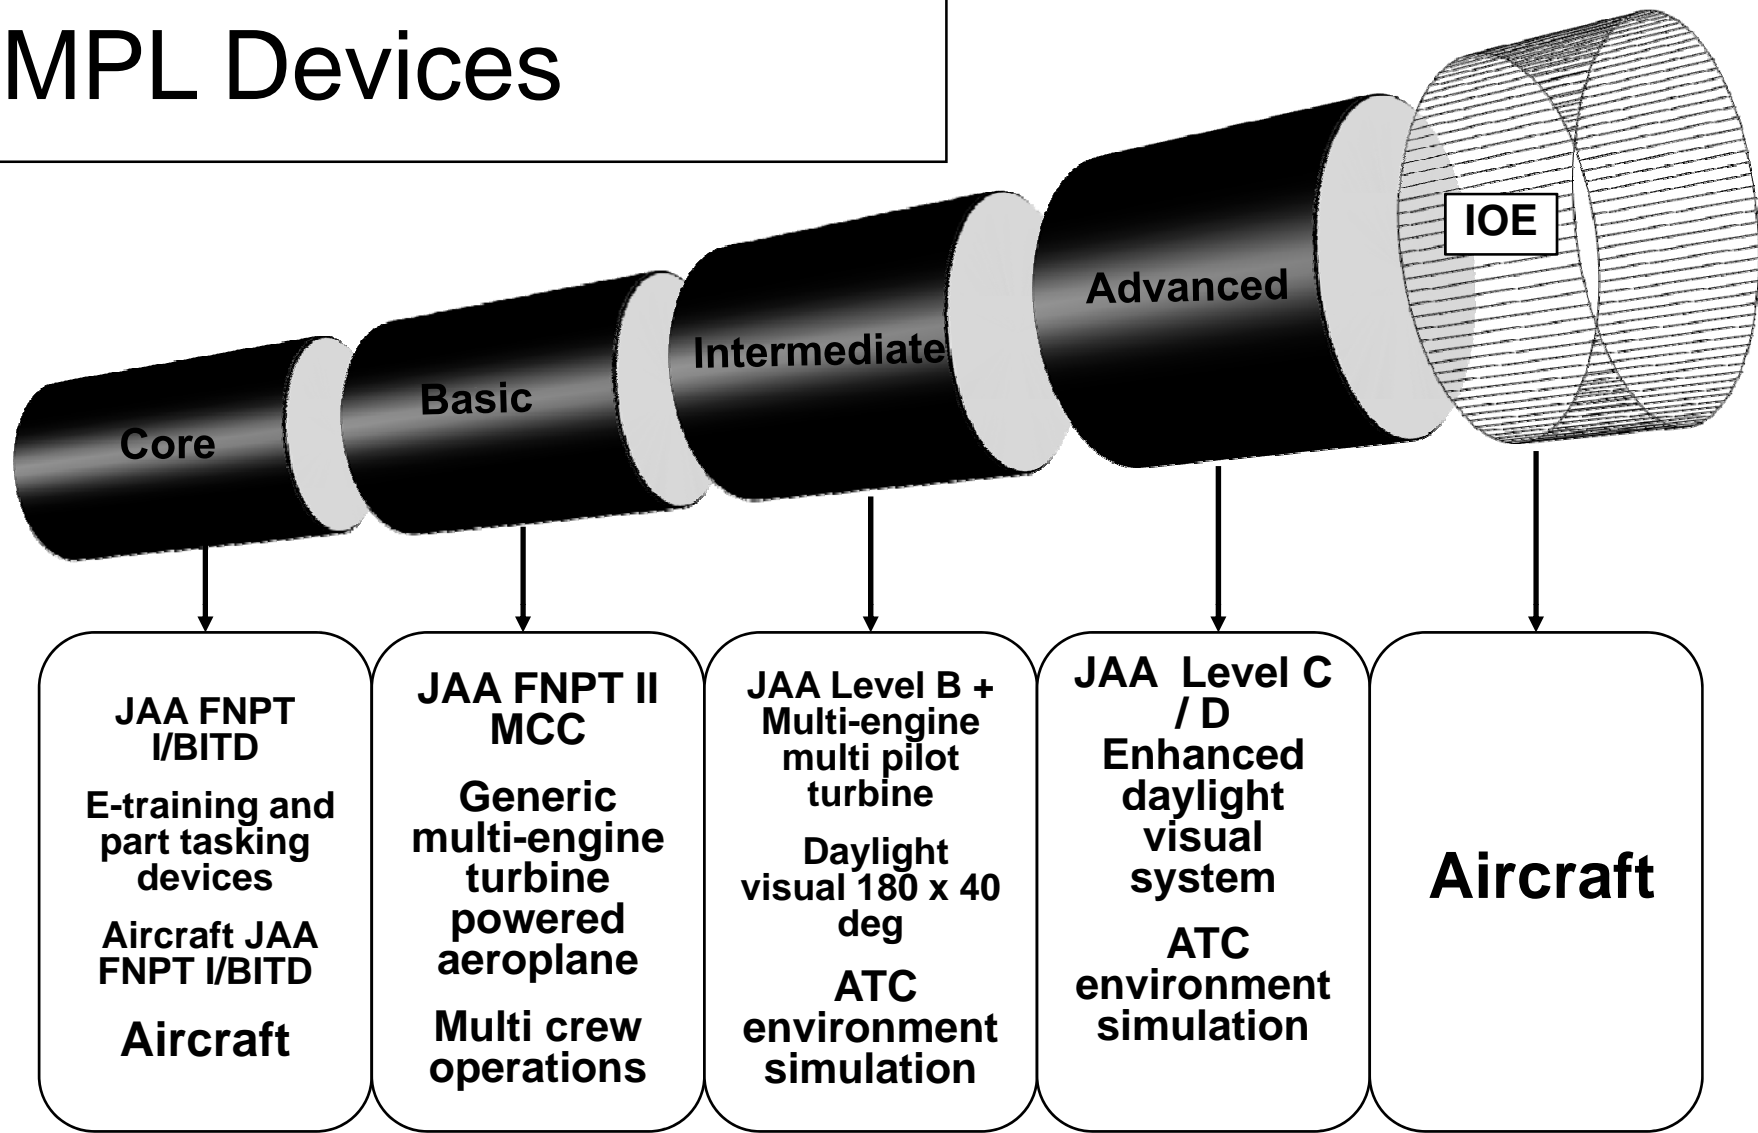 MPL Devices
IOE
Advanced
Intermediate
Basic
Core
JAA FNPT
I/BITD
E-training and
part tasking
devices
Aircraft JAA
FNPT I/BITD
Aircraft
JAA FNPT II
MCC
Generic
multi-engine
turbine
powered
aeroplane
Multi crew
operations
JAA Level B +
Multi-engine
multi pilot
turbine
Daylight
visual 180 x 40
deg
ATC
environment
simulation
JAA Level C
/ D
Enhanced
daylight
visual
system
ATC
environment
simulation
Aircraft